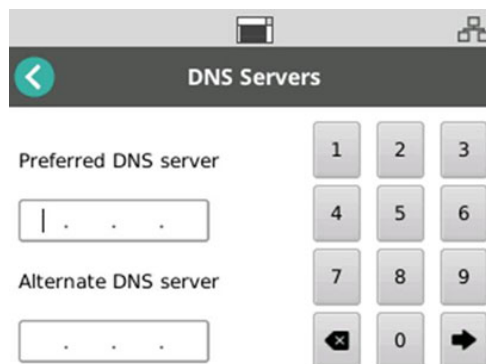 DNS Servers
Preferred DNS server
. . .
Alternate DNS server
. . .
1 2 3
4 5 6
7 8 9
0